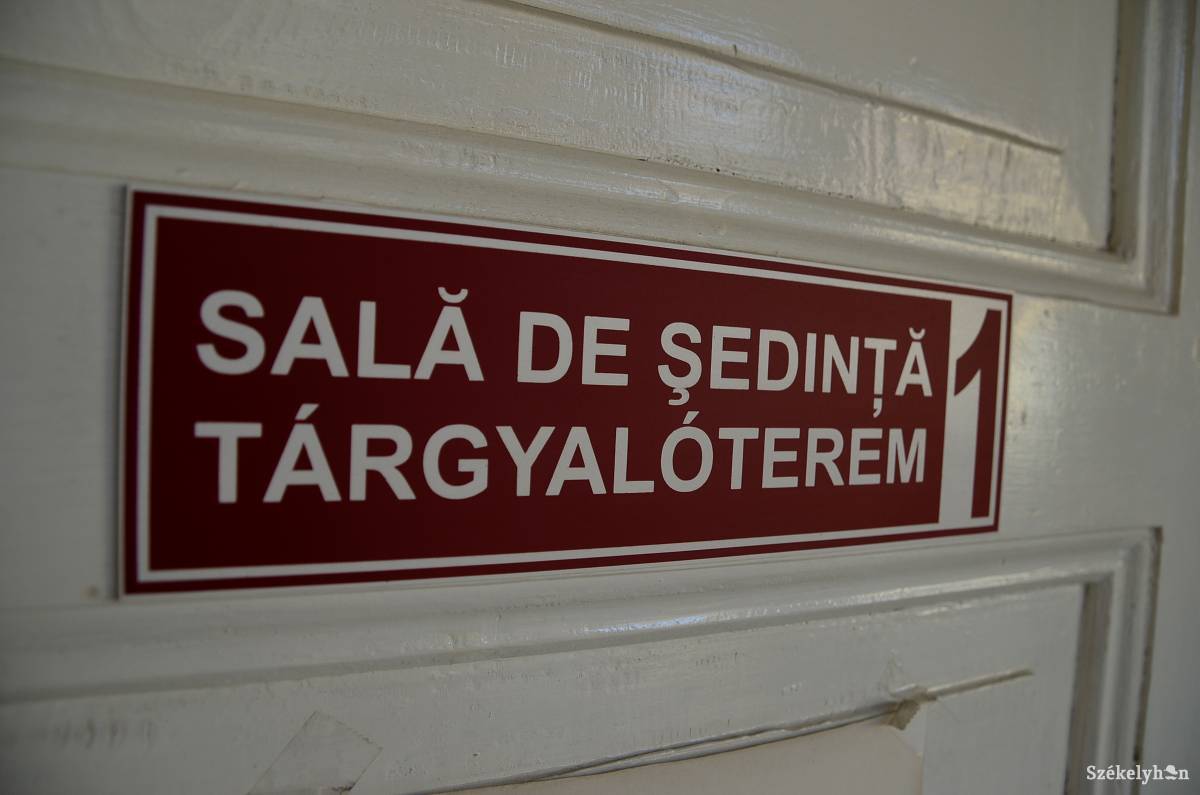 SALĂ DE ŞEDINȚĂ
TÁRGYALÓTEREM
1
Székelyhon